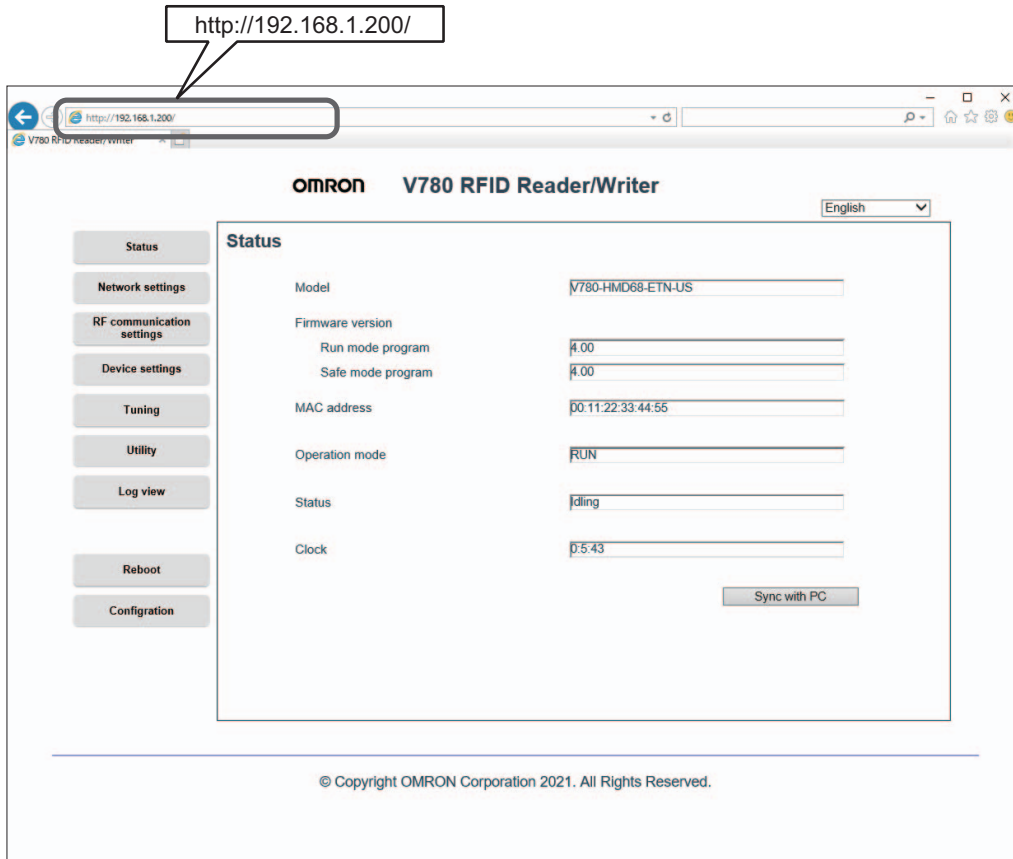 http://192.168.1.200/
http://192.168.1.200/
V780 RFID Reader/Writer
OMRON V780 RFID Reader/Writer
English
Status
Network settings
RF communication
settings
Device settings
Tuning
Utility
Log view
Reboot
Configration
Status
Model V780-HMD68-ETN-US
Firmware version
Run mode program 4.00
Safe mode program 4.00
MAC address 00:11:22:33:44:55
Operation mode RUN
Status Idling
Clock 0:5:43
Sync with PC
© Copyright OMRON Corporation 2021. All Rights Reserved.